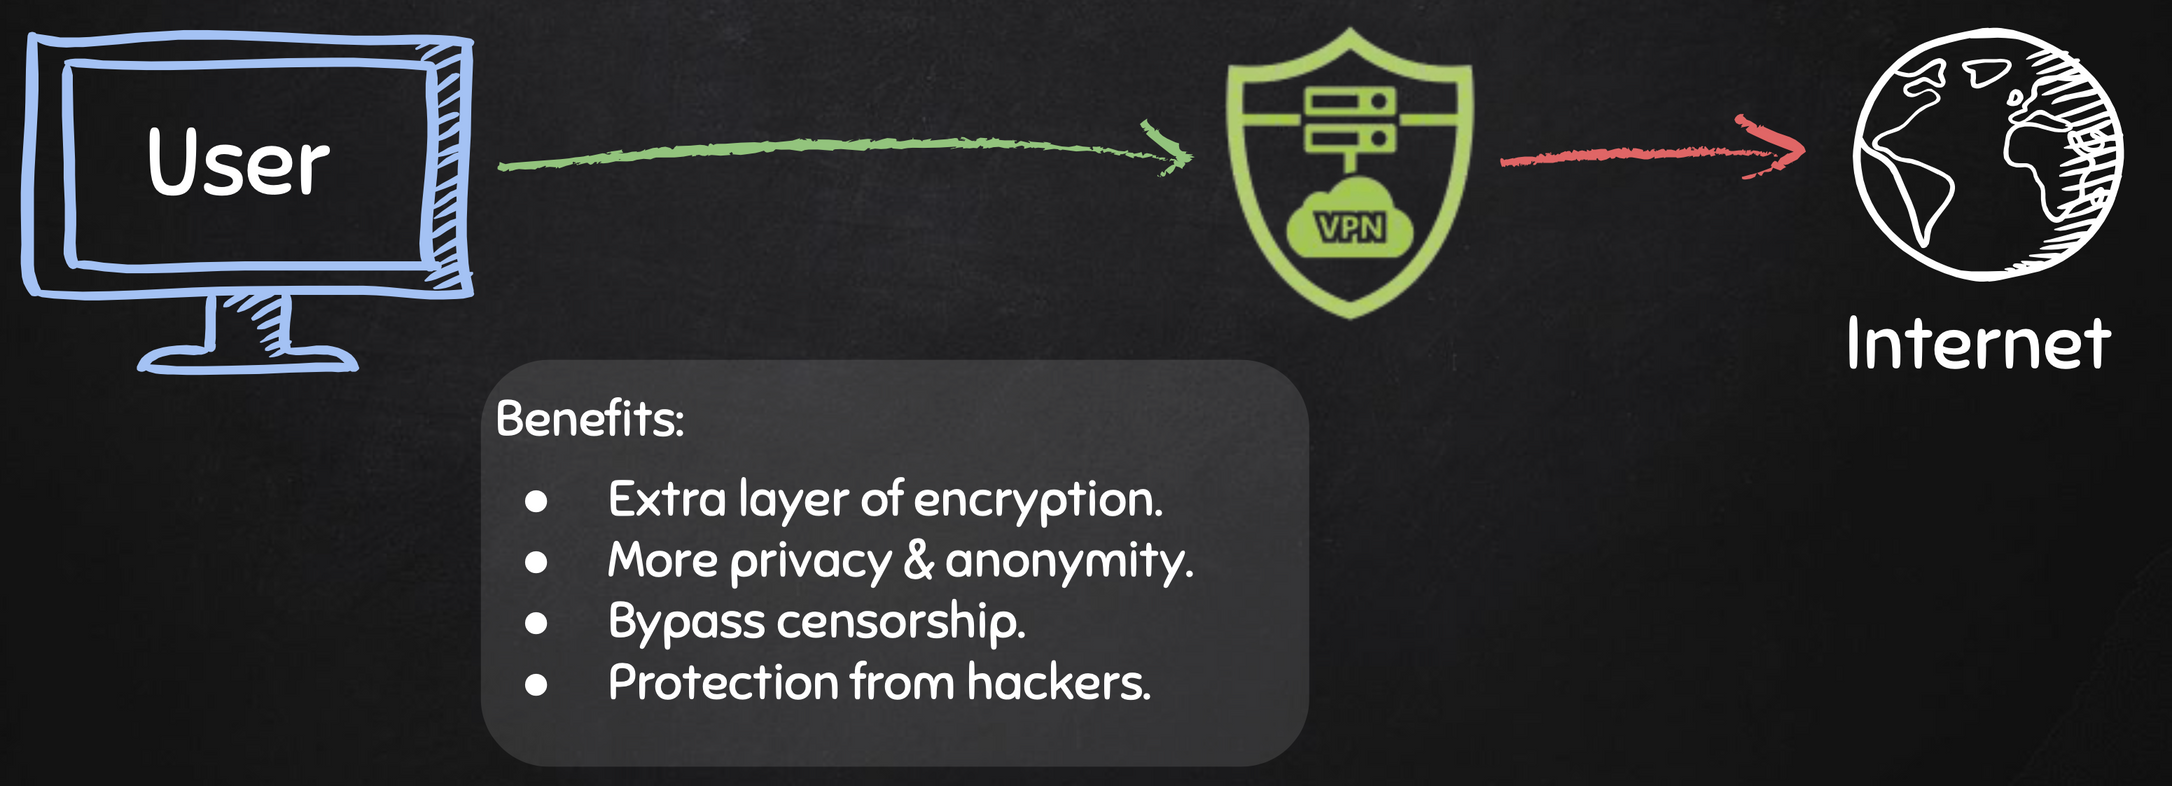 User
VPN
Internet
Benefits:
● Extra layer of encryption.
● More privacy & anonymity.
● Bypass censorship.
● Protection from hackers.